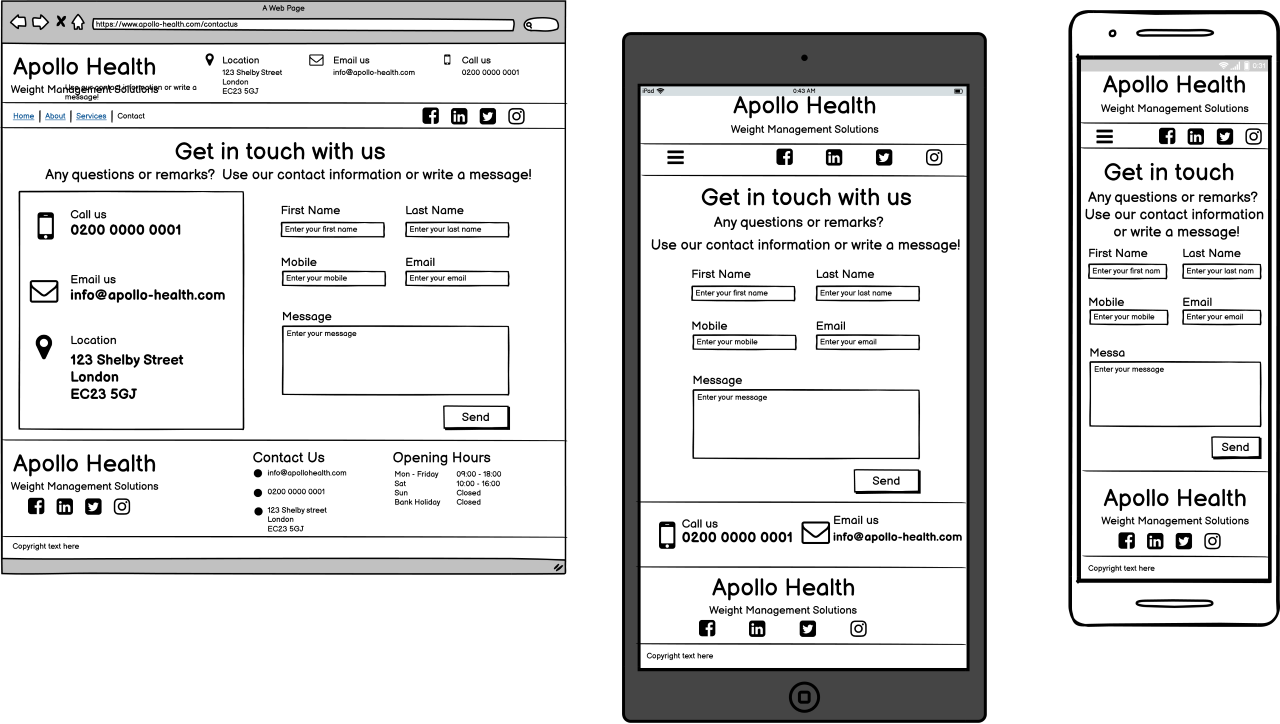 A Web Page
https://www.apollo-health.com/contactus
Apollo Health
Weight Management Solutions
Use our contact information or write a
message!
Location
123 Shelby Street
London
EC23 5GJ
Email us
info@apollo-health.com
Call us
0200 0000 0001
Home About Services Contact
Get in touch with us
Any questions or remarks? Use our contact information or write a message!
Call us
0200 0000 0001
Email us
info@apollo-health.com
Location
123 Shelby Street
London
EC23 5GJ
First Name Last Name
Enter your first name Enter your last name
Mobile Email
Enter your mobile Enter your email
Message
Enter your message
Send
Apollo Health
Weight Management Solutions
Contact Us
info@apollohealth.com
0200 0000 0001
123 Shelby street
London
EC23 5GJ
Opening Hours
Mon - Friday 09:00 - 18:00
Sat 10:00 - 16:00
Sun Closed
Bank Holiday Closed
Copyright text here
iPod 0:43 AM
Apollo Health
Weight Management Solutions
Get in touch with us
Any questions or remarks?
Use our contact information or write a message!
First Name Last Name
Enter your first name Enter your last name
Mobile Email
Enter your mobile Enter your email
Message
Enter your message
Send
Call us
0200 0000 0001
Email us
info@apollo-health.com
Apollo Health
Weight Management Solutions
Copyright text here
0:31
Apollo Health
Weight Management Solutions
Get in touch
Any questions or remarks?
Use our contact information
or write a message!
First Name Last Name
Enter your first nam Enter your last nam
Mobile Email
Enter your mobile Enter your email
Messa
Enter your message
Send
Apollo Health
Weight Management Solutions
Copyright text here